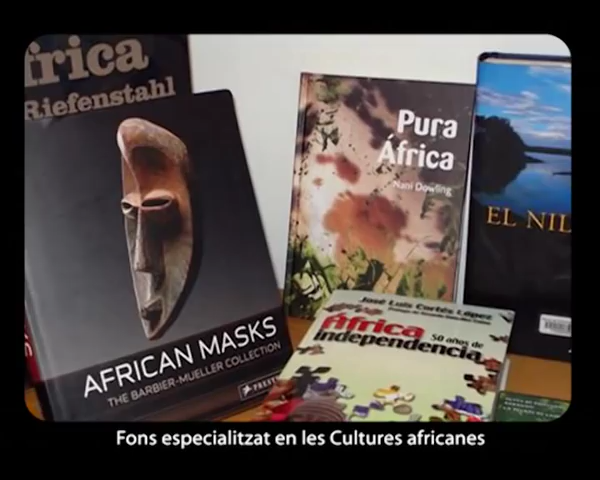 frica
Riefenstahl
AFRICAN MASKS
THE BARBIER-MUELLER COLLECTION
PREST
Pura
África
Nani Dowling
EL NIL
José Luis Cortés López
África 50 años de
independencia
Fons especialitzat en les Cultures africanes